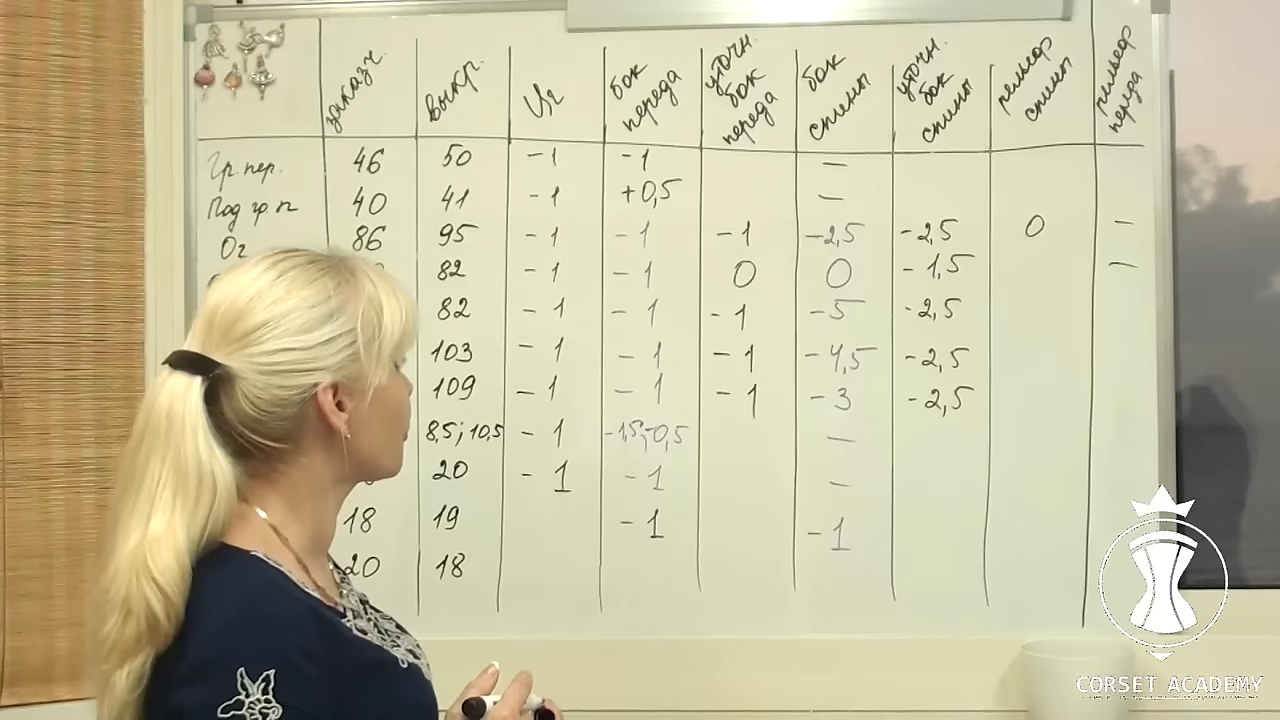 заказч. выкр. Цг бок переда уточн. бок переда бок спины уточн. бок спины рельеф спины рельеф переда
Гр. пер. 46 50 -1 -1 —
Под гр. п 40 41 -1 +0,5 —
Ог 86 95 -1 -1 -1 -2,5 -2,5 0 —
82 -1 -1 0 0 -1,5 —
82 -1 -1 -1 -5 -2,5
103 -1 -1 -1 -4,5 -2,5
109 -1 -1 -1 -3 -2,5
8,5; 10,5 -1 -1,5; -0,5 —
20 -1 -1 —
18 19 -1 -1
20 18
CORSET ACADEMY